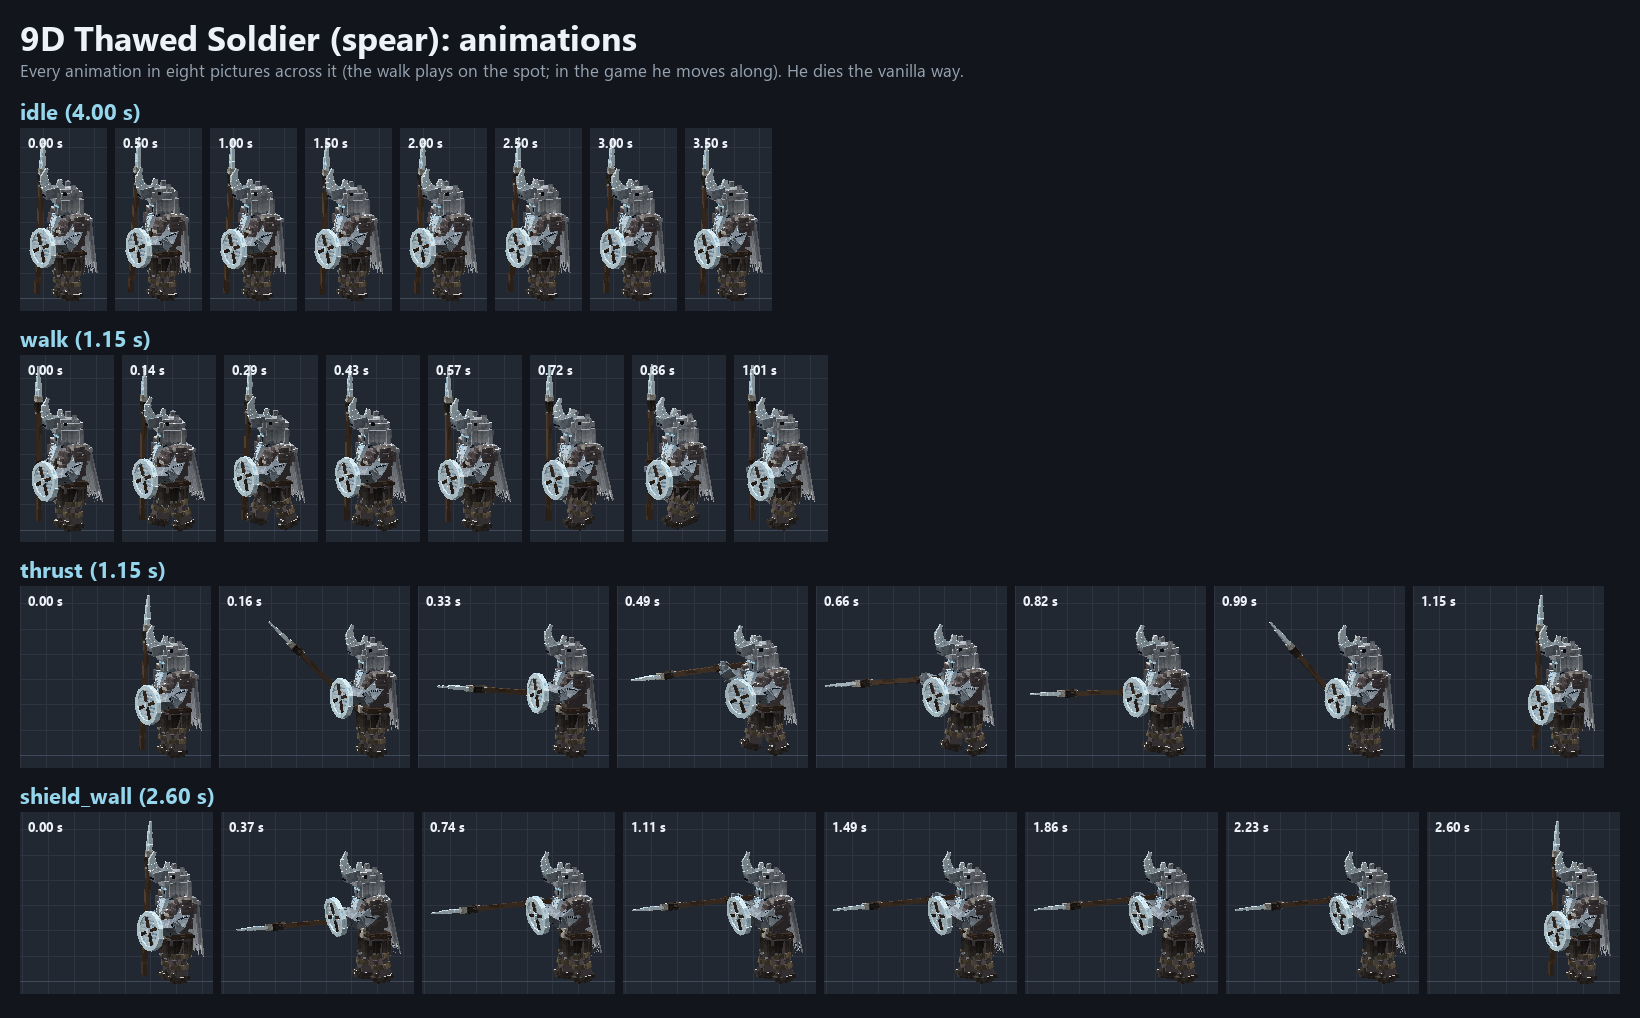 9D Thawed Soldier (spear): animations
Every animation in eight pictures across it (the walk plays on the spot; in the game he moves along). He dies the vanilla way.
idle (4.00 s)
0.00 s 0.50 s 1.00 s 1.50 s 2.00 s 2.50 s 3.00 s 3.50 s
walk (1.15 s)
0.00 s 0.14 s 0.29 s 0.43 s 0.57 s 0.72 s 0.86 s 1.01 s
thrust (1.15 s)
0.00 s 0.16 s 0.33 s 0.49 s 0.66 s 0.82 s 0.99 s 1.15 s
shield_wall (2.60 s)
0.00 s 0.37 s 0.74 s 1.11 s 1.49 s 1.86 s 2.23 s 2.60 s